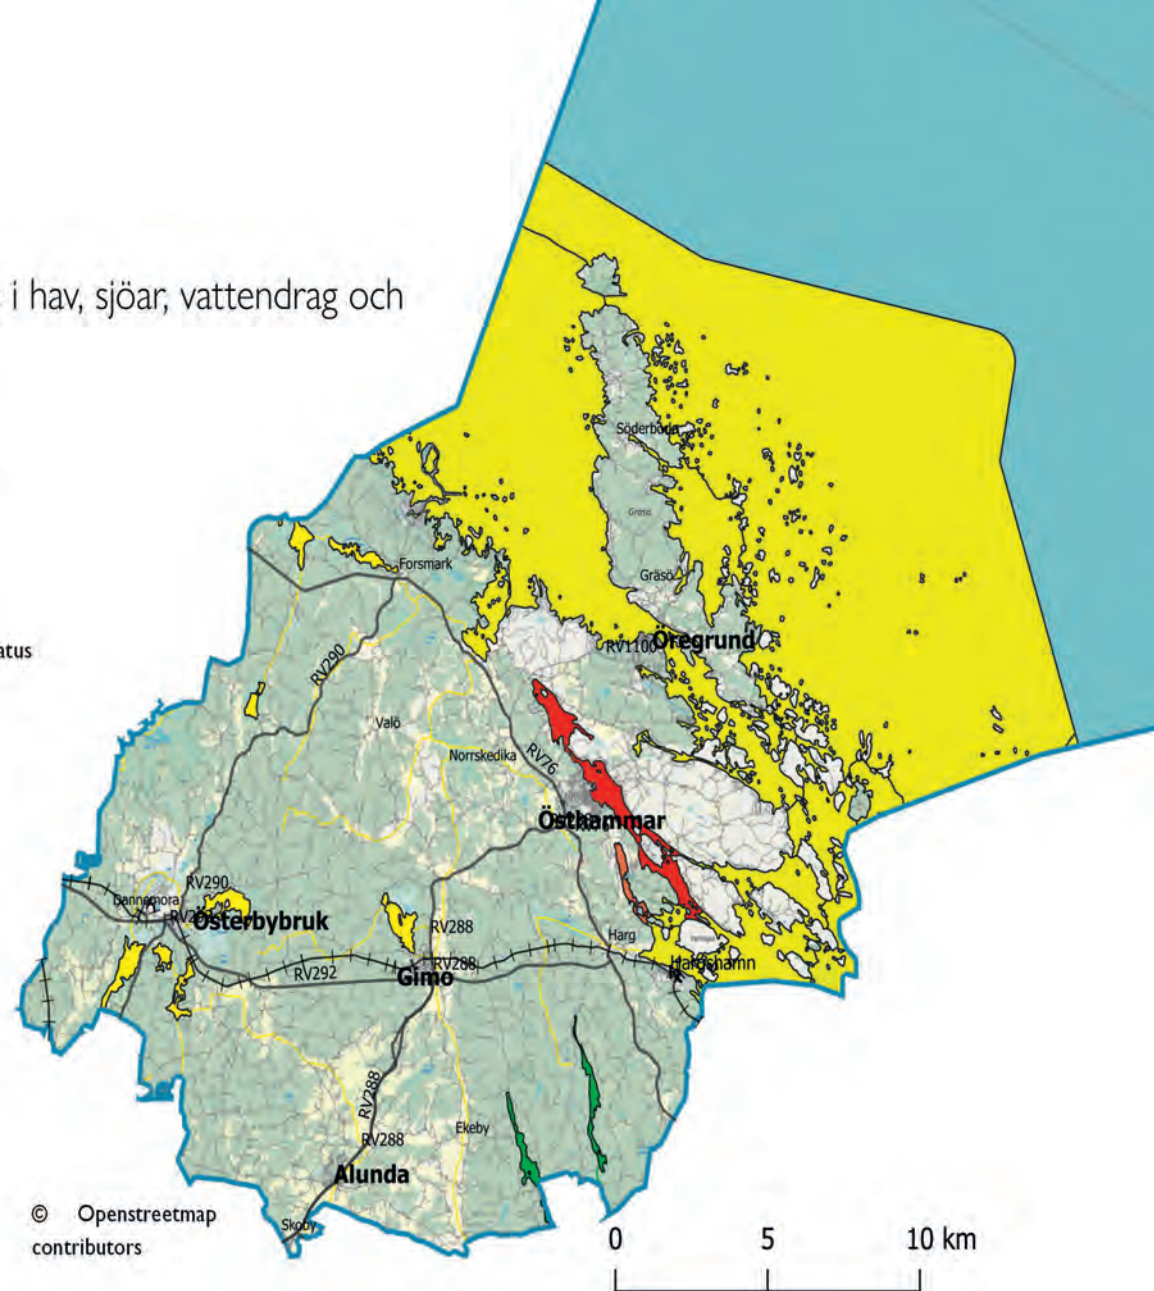 i hav, sjöar, vattendrag och
atus
Söderboda
Gräsö
Gräsö
Forsmark
Öregrund
RV1100
RV290
Valö
Norrskedika
RV76
Östhammar
RV290
Dannemora
Österbybruk
RV288
Harg
RV288
RV292
Gimo
Hargshamn
RV288
Ekeby
RV288
Alunda
© Openstreetmap
contributors
Skoby
0 5 10 km